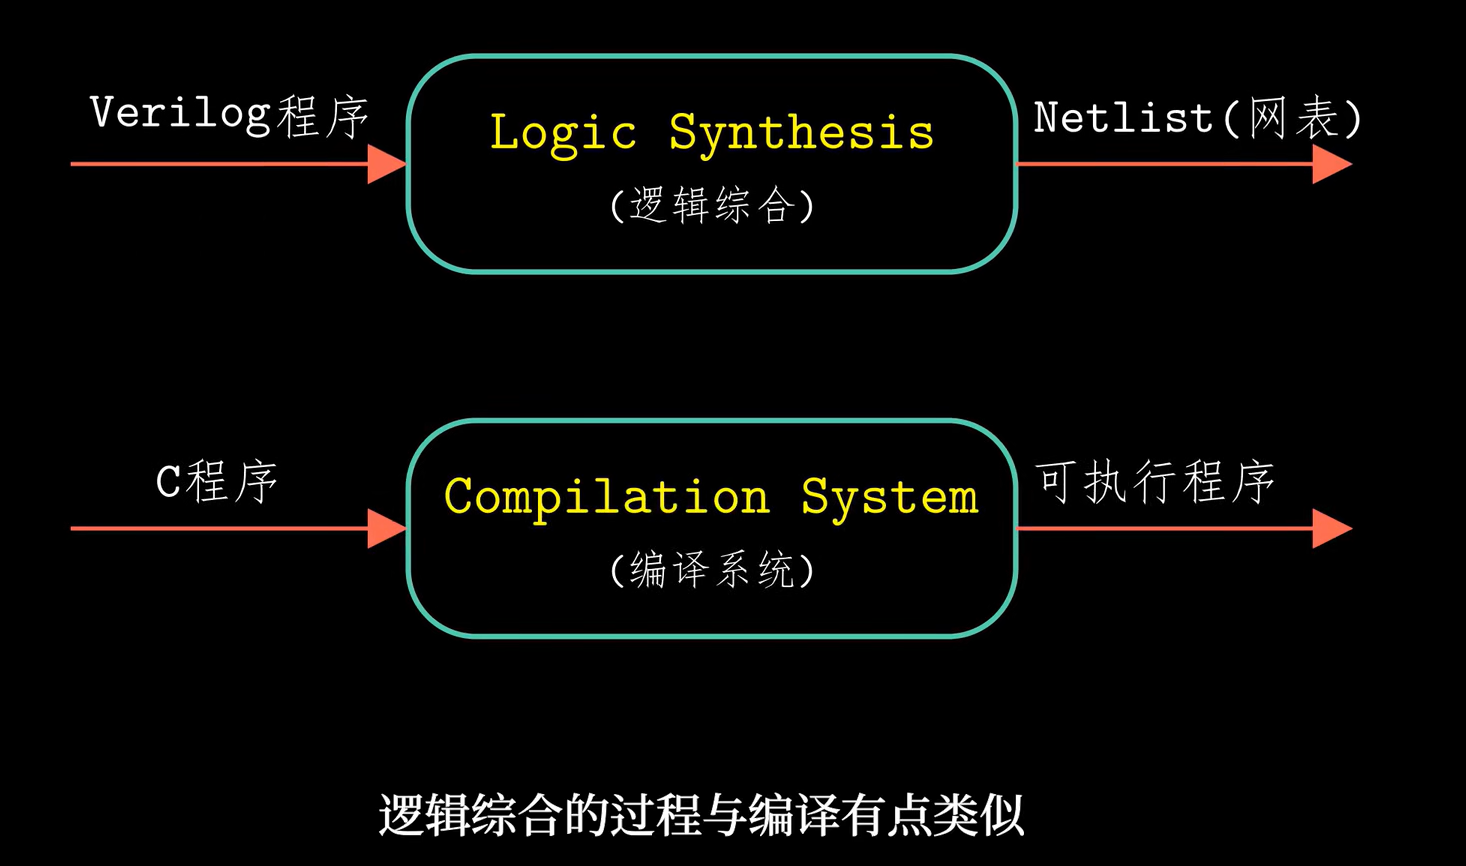 Verilog程序
Logic Synthesis
(逻辑综合)
Netlist(网表)
C程序
Compilation System
(编译系统)
可执行程序
逻辑综合的过程与编译有点类似